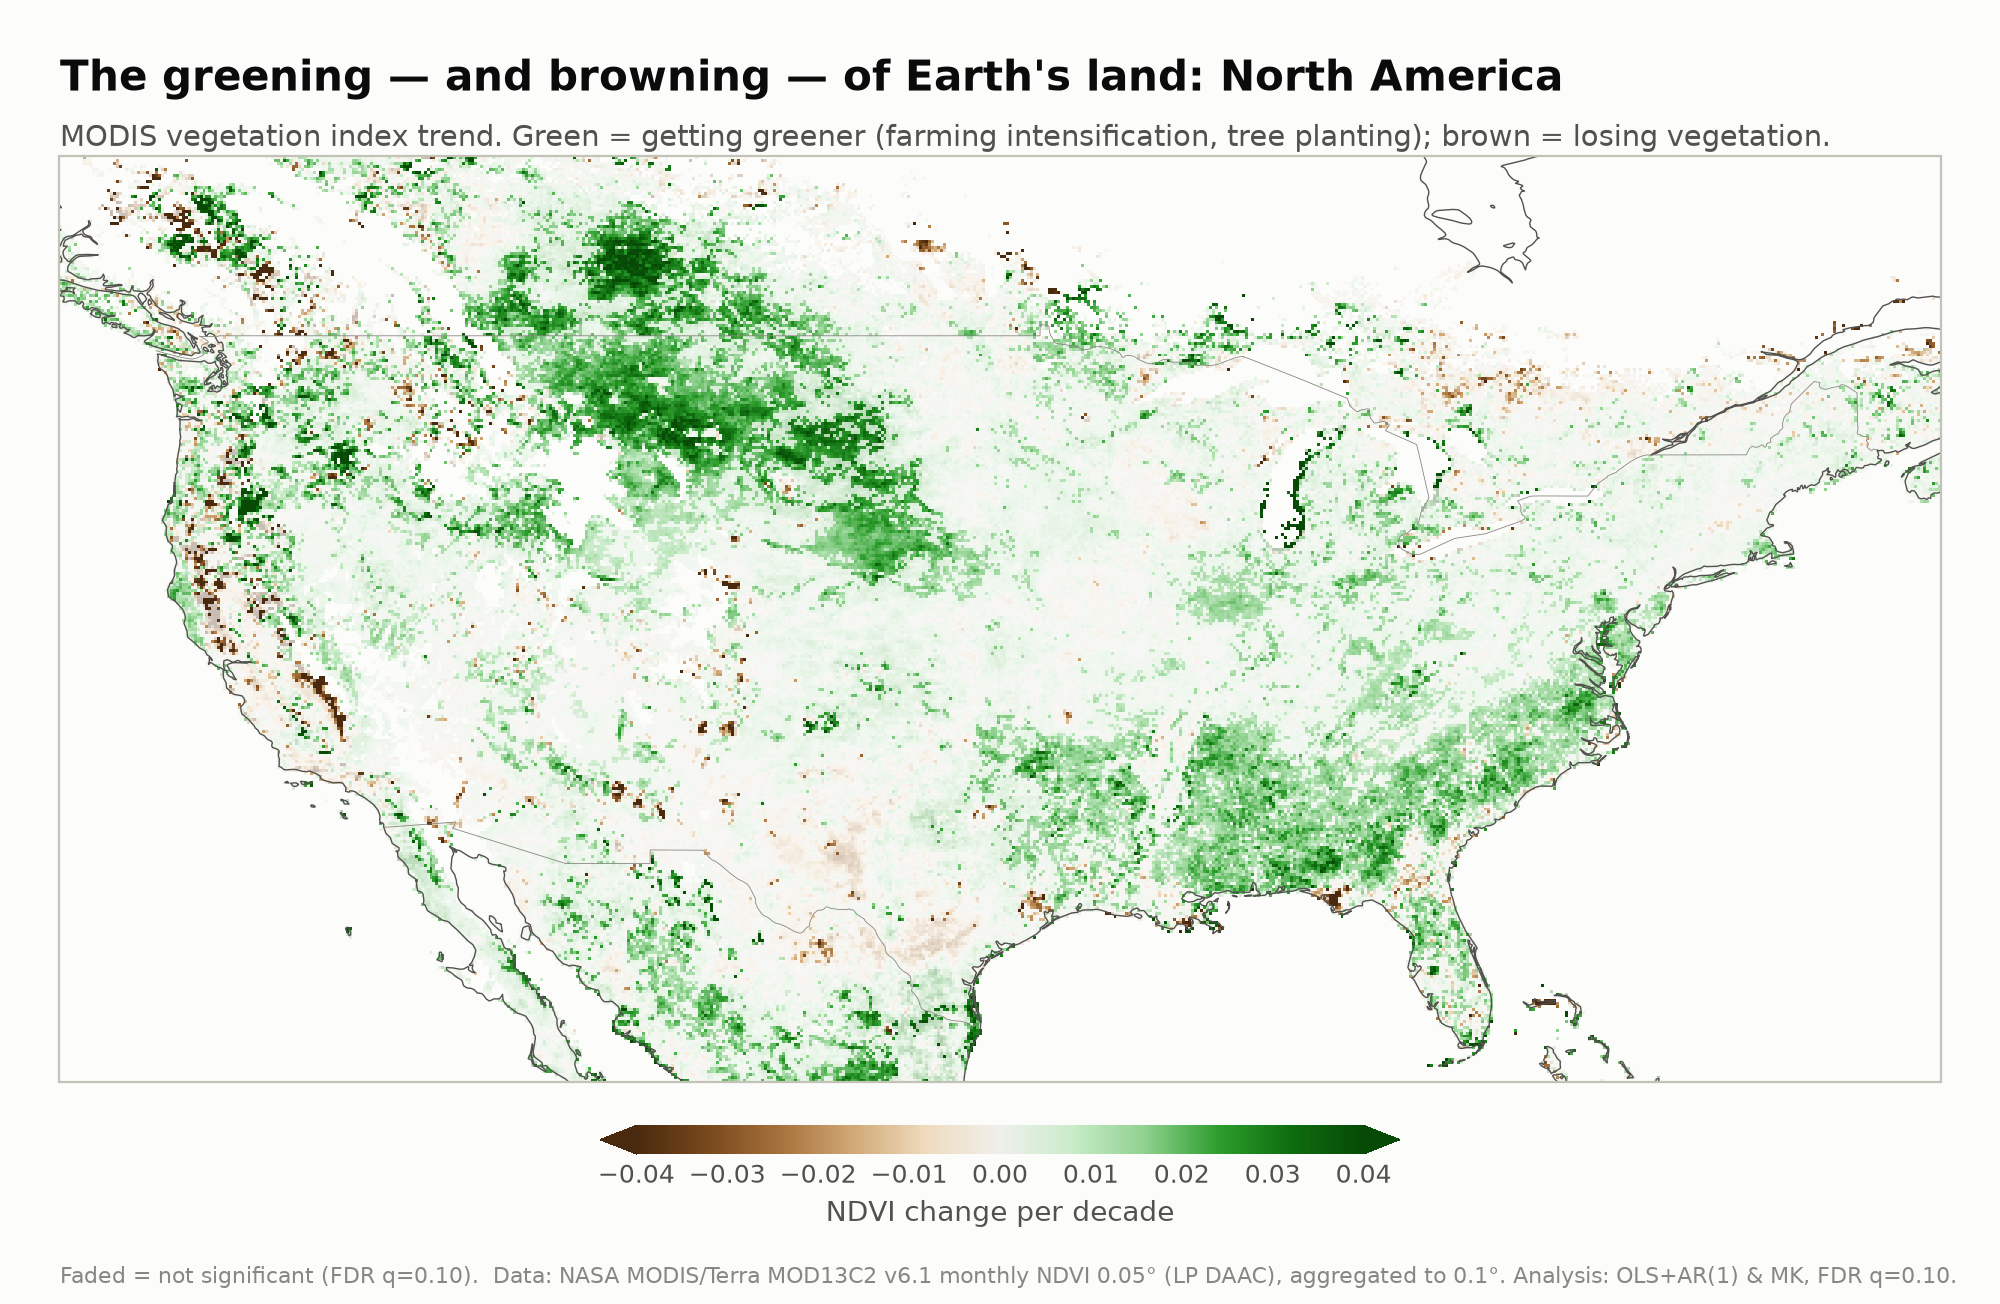 The greening — and browning — of Earth's land: North America
MODIS vegetation index trend. Green = getting greener (farming intensification, tree planting); brown = losing vegetation.
−0.04 −0.03 −0.02 −0.01 0.00 0.01 0.02 0.03 0.04
NDVI change per decade
Faded = not significant (FDR q=0.10).  Data: NASA MODIS/Terra MOD13C2 v6.1 monthly NDVI 0.05° (LP DAAC), aggregated to 0.1°. Analysis: OLS+AR(1) & MK, FDR q=0.10.